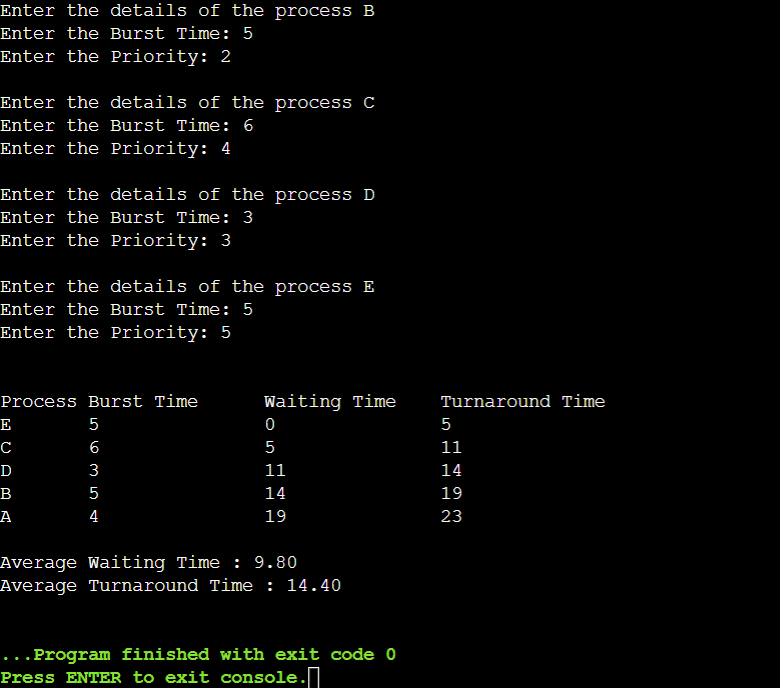 Enter the details of the process B
Enter the Burst Time: 5
Enter the Priority: 2
Enter the details of the process C
Enter the Burst Time: 6
Enter the Priority: 4
Enter the details of the process D
Enter the Burst Time: 3
Enter the Priority: 3
Enter the details of the process E
Enter the Burst Time: 5
Enter the Priority: 5
Process Burst Time      Waiting Time    Turnaround Time
E       5               0               5
C       6               5               11
D       3               11              14
B       5               14              19
A       4               19              23
Average Waiting Time : 9.80
Average Turnaround Time : 14.40
...Program finished with exit code 0
Press ENTER to exit console.